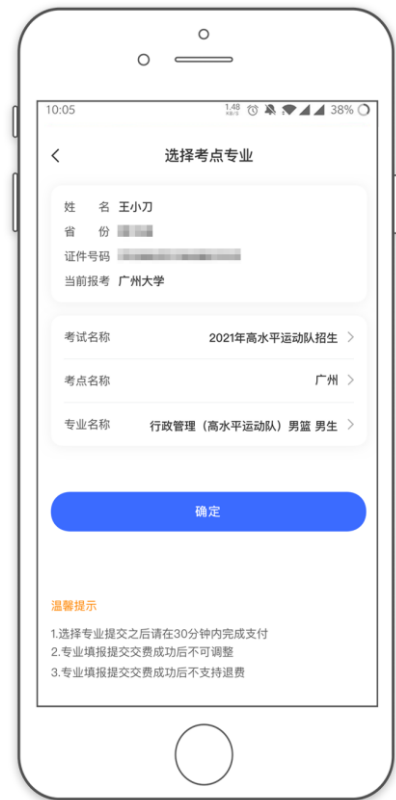 10:05
38%
选择考点专业
姓 名 王小刀
省 份
证件号码
当前报考 广州大学
考试名称 2021年高水平运动队招生
考点名称 广州
专业名称 行政管理（高水平运动队）男篮 男生
确定
温馨提示
1.选择专业提交之后请在30分钟内完成支付
2.专业填报提交交费成功后不可调整
3.专业填报提交交费成功后不支持退费